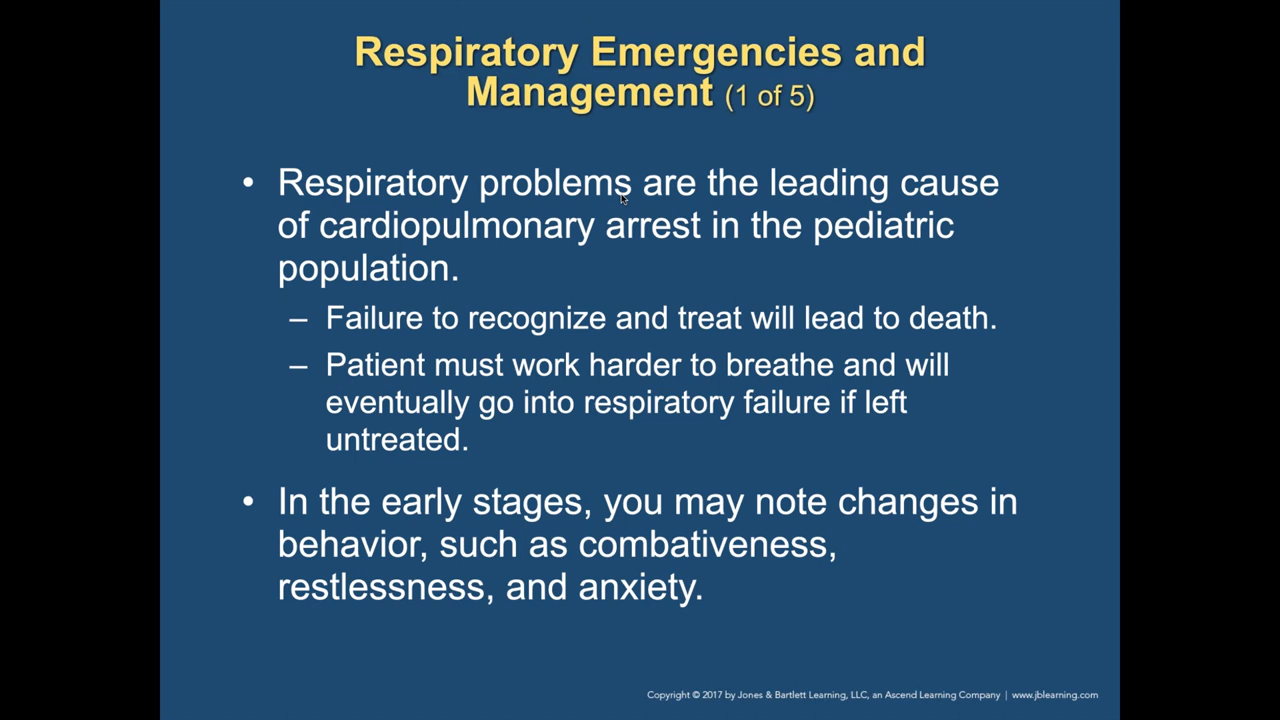 Respiratory Emergencies and
Management (1 of 5)
• Respiratory problems are the leading cause
of cardiopulmonary arrest in the pediatric
population.
– Failure to recognize and treat will lead to death.
– Patient must work harder to breathe and will
eventually go into respiratory failure if left
untreated.
• In the early stages, you may note changes in
behavior, such as combativeness,
restlessness, and anxiety.
Copyright © 2017 by Jones & Bartlett Learning, LLC, an Ascend Learning Company | www.jblearning.com